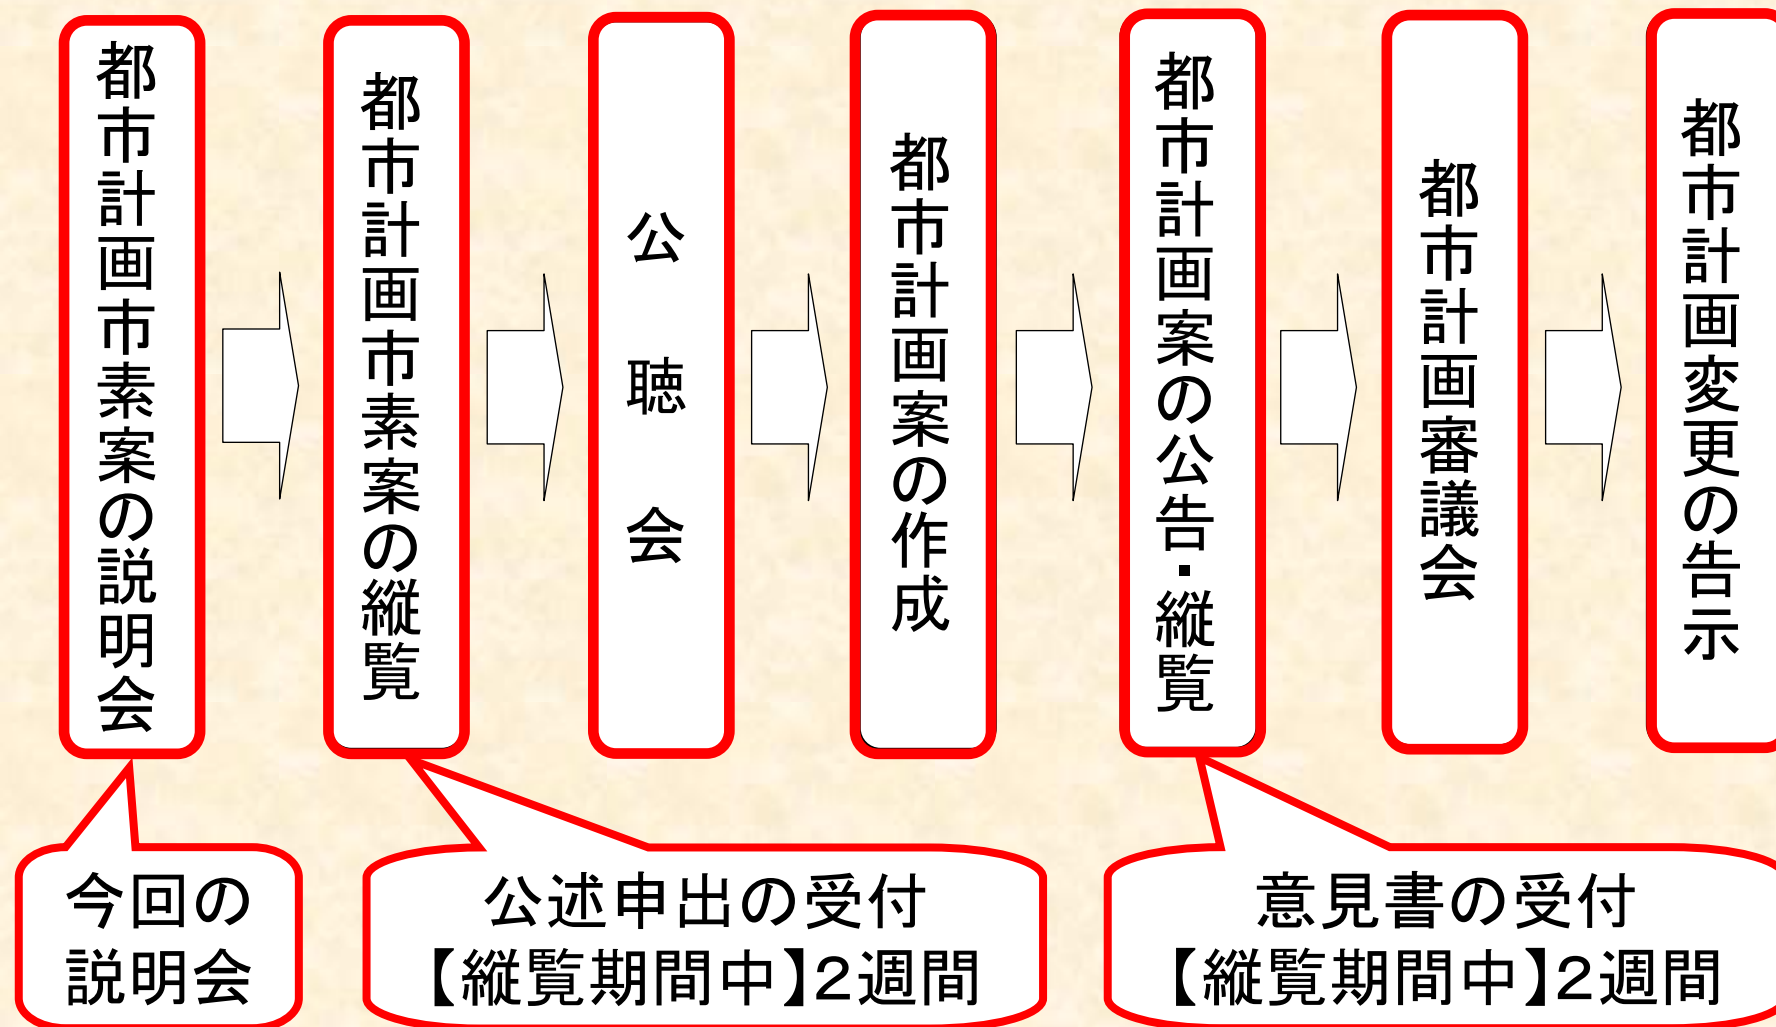 都市計画市素案の説明会
都市計画市素案の縦覧
公聴会
都市計画案の作成
都市計画案の公告・縦覧
都市計画審議会
都市計画変更の告示
今回の
説明会
公述申出の受付
【縦覧期間中】2週間
意見書の受付
【縦覧期間中】2週間